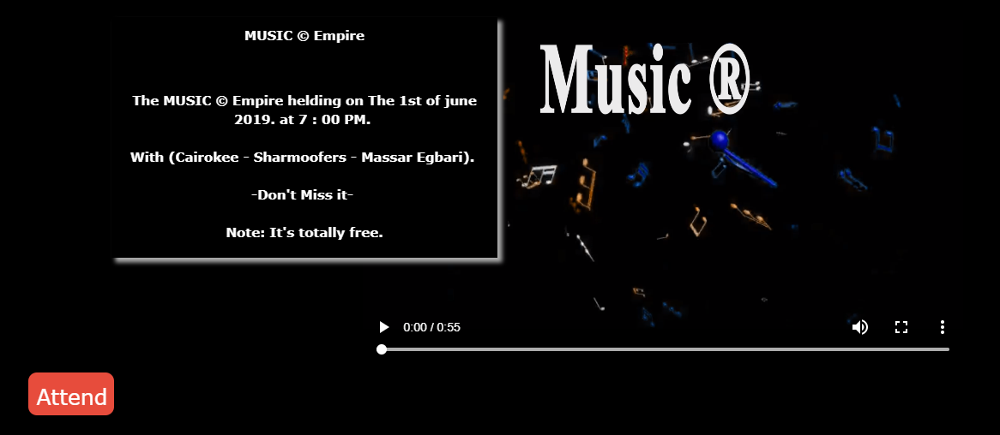 MUSIC © Empire
The MUSIC © Empire helding on The 1st of june
2019. at 7 : 00 PM.
With (Cairokee - Sharmoofers - Massar Egbari).
-Don't Miss it-
Note: It's totally free.
Music ®
0:00 / 0:55
Attend